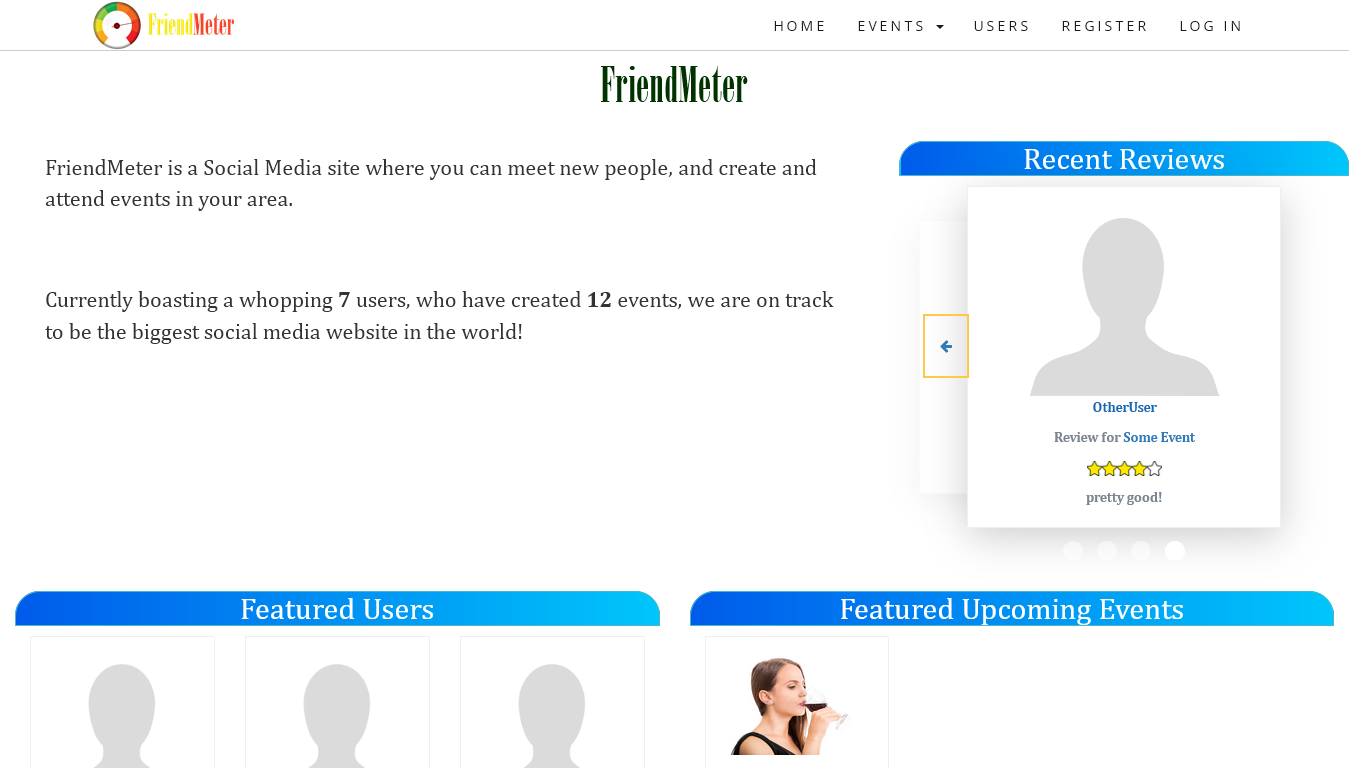 FriendMeter
HOME EVENTS USERS REGISTER LOG IN
FriendMeter
FriendMeter is a Social Media site where you can meet new people, and create and
attend events in your area.
Currently boasting a whopping 7 users, who have created 12 events, we are on track
to be the biggest social media website in the world!
Recent Reviews
OtherUser
Review for Some Event
pretty good!
Featured Users
Featured Upcoming Events